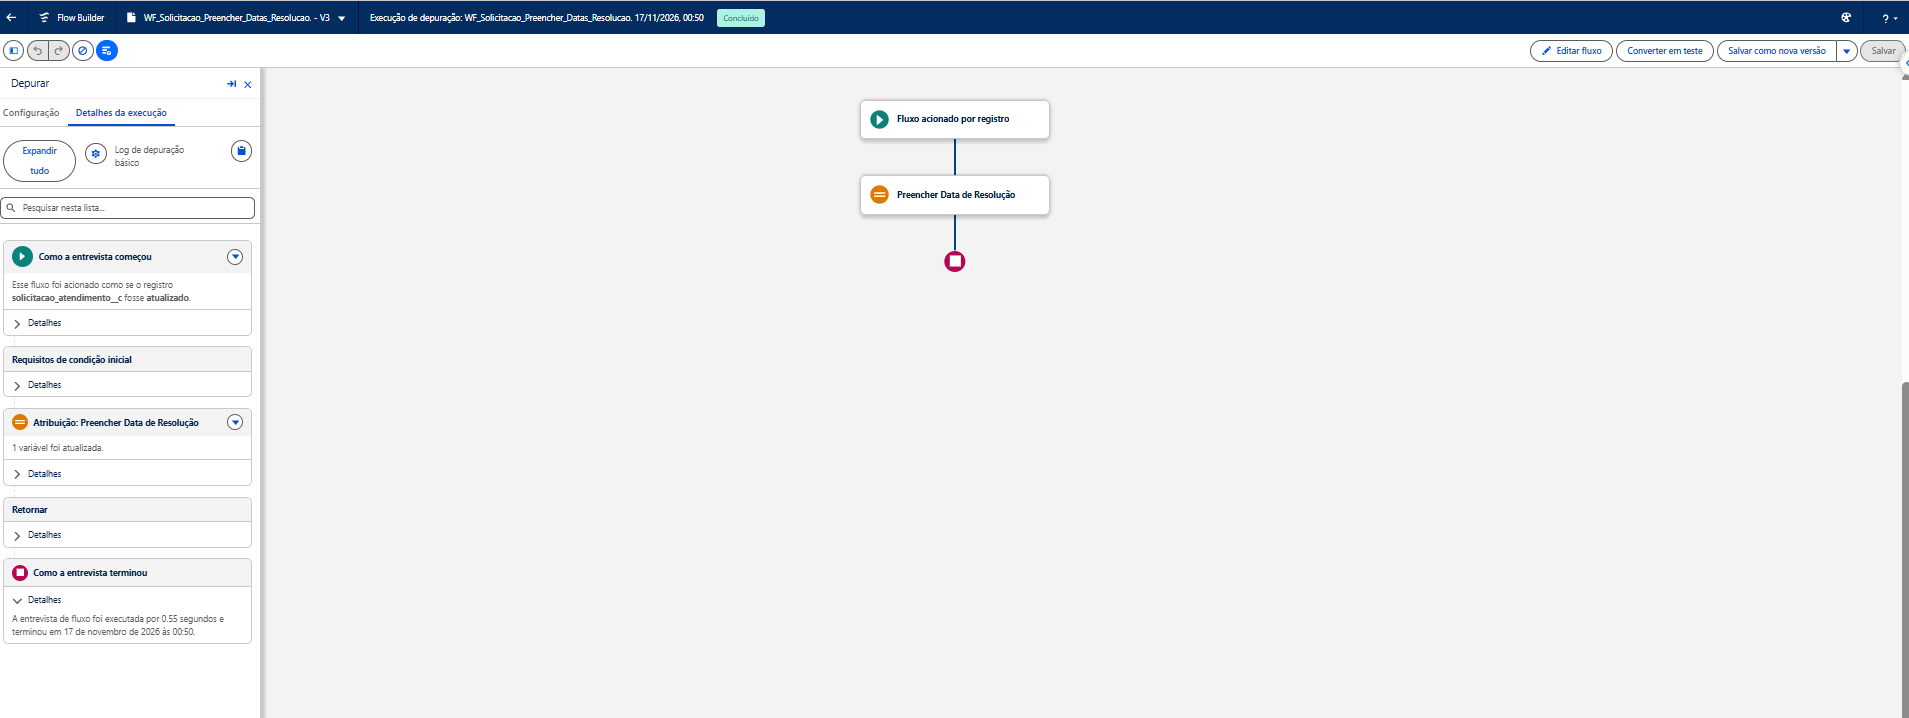 Flow Builder
WF_Solicitacao_Preencher_Datas_Resolucao. - V3
Execução de depuração: WF_Solicitacao_Preencher_Datas_Resolucao. 17/11/2026, 00:50
Concluído
?
Editar fluxo
Converter em teste
Salvar como nova versão
Salvar
Depurar
Configuração
Detalhes da execução
Expandir
tudo
Log de depuração
básico
Pesquisar nesta lista...
Como a entrevista começou
Esse fluxo foi acionado como se o registro
solicitacao_atendimento__c fosse atualizado.
Detalhes
Requisitos de condição inicial
Detalhes
Atribuição: Preencher Data de Resolução
1 variável foi atualizada.
Detalhes
Retornar
Detalhes
Como a entrevista terminou
Detalhes
A entrevista de fluxo foi executada por 0.55 segundos e
terminou em 17 de novembro de 2026 às 00:50.
Fluxo acionado por registro
Preencher Data de Resolução